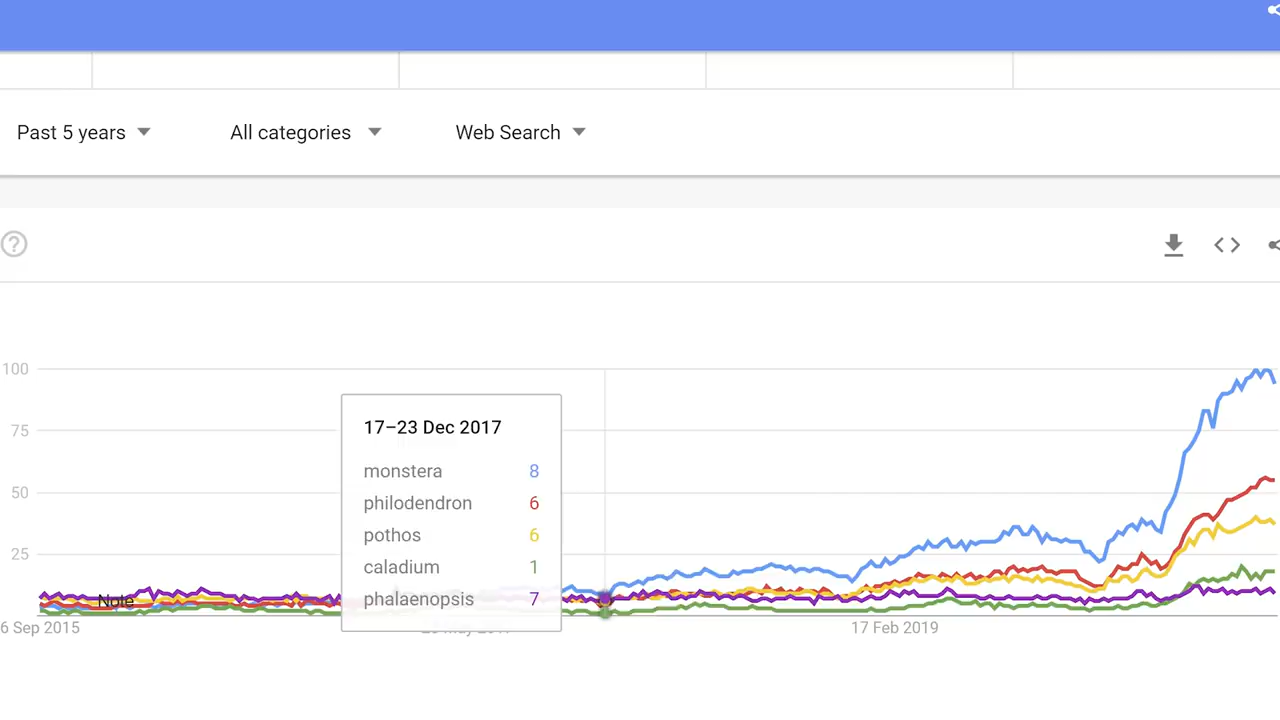 Past 5 years
All categories
Web Search
100
75
50
25
17–23 Dec 2017
monstera 8
philodendron 6
pothos 6
caladium 1
phalaenopsis 7
Note
6 Sep 2015
17 Feb 2019